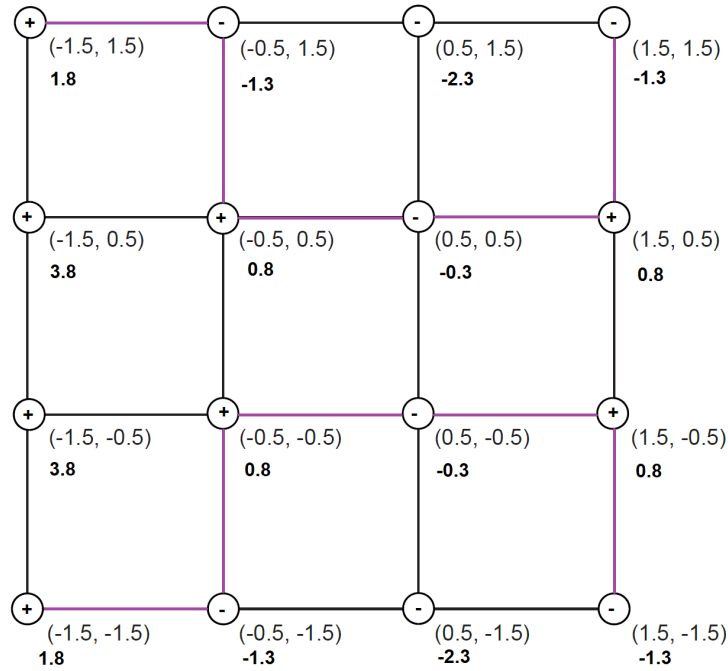 + - - -
(-1.5, 1.5) (-0.5, 1.5) (0.5, 1.5) (1.5, 1.5)
1.8 -1.3 -2.3 -1.3
+ + - +
(-1.5, 0.5) (-0.5, 0.5) (0.5, 0.5) (1.5, 0.5)
3.8 0.8 -0.3 0.8
+ + - +
(-1.5, -0.5) (-0.5, -0.5) (0.5, -0.5) (1.5, -0.5)
3.8 0.8 -0.3 0.8
+ - - -
(-1.5, -1.5) (-0.5, -1.5) (0.5, -1.5) (1.5, -1.5)
1.8 -1.3 -2.3 -1.3